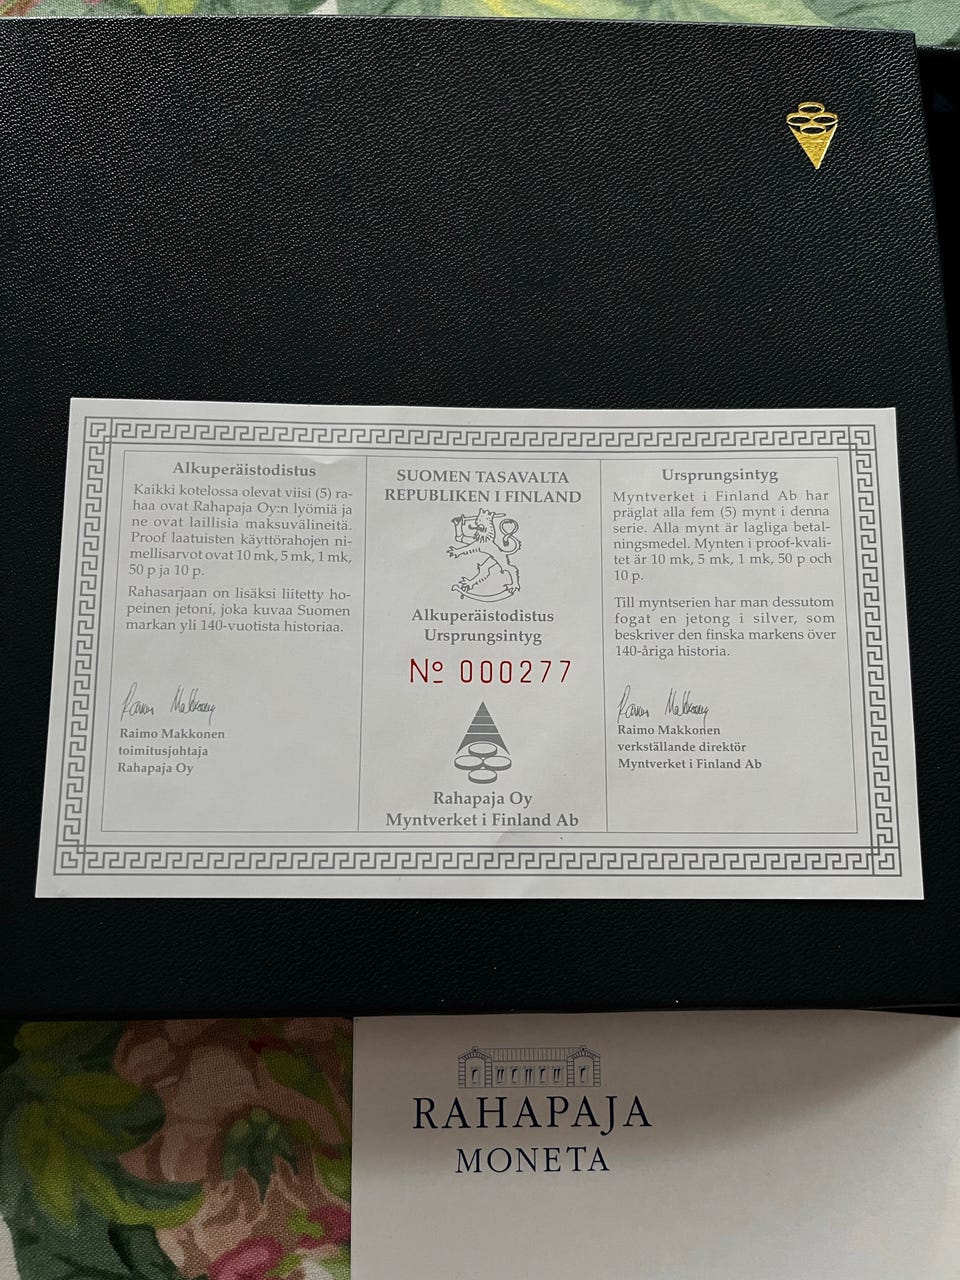 Alkuperäistodistus
Kaikki kotelossa olevat viisi (5) ra-
haa ovat Rahapaja Oy:n lyömiä ja
ne ovat laillisia maksuvälineitä.
Proof laatuisten käyttörahojen ni-
mellisarvot ovat 10 mk, 5 mk, 1 mk,
50 p ja 10 p.
Rahasarjaan on lisäksi liitetty ho-
peinen jetoni, joka kuvaa Suomen
markan yli 140-vuotista historiaa.
Raimo Makkonen
Raimo Makkonen
toimitusjohtaja
Rahapaja Oy
SUOMEN TASAVALTA
REPUBLIKEN I FINLAND
Alkuperäistodistus
Ursprungsintyg
Nº 000277
Rahapaja Oy
Myntverket i Finland Ab
Ursprungsintyg
Myntverket i Finland Ab har
präglat alla fem (5) mynt i denna
serie. Alla mynt är lagliga betal-
ningsmedel. Mynten i proof-kvali-
tet är 10 mk, 5 mk, 1 mk, 50 p och
10 p.
Till myntserien har man dessutom
fogat en jetong i silver, som
beskriver den finska markens över
140-åriga historia.
Raimo Makkonen
Raimo Makkonen
verkställande direktör
Myntverket i Finland Ab
RAHAPAJA
MONETA